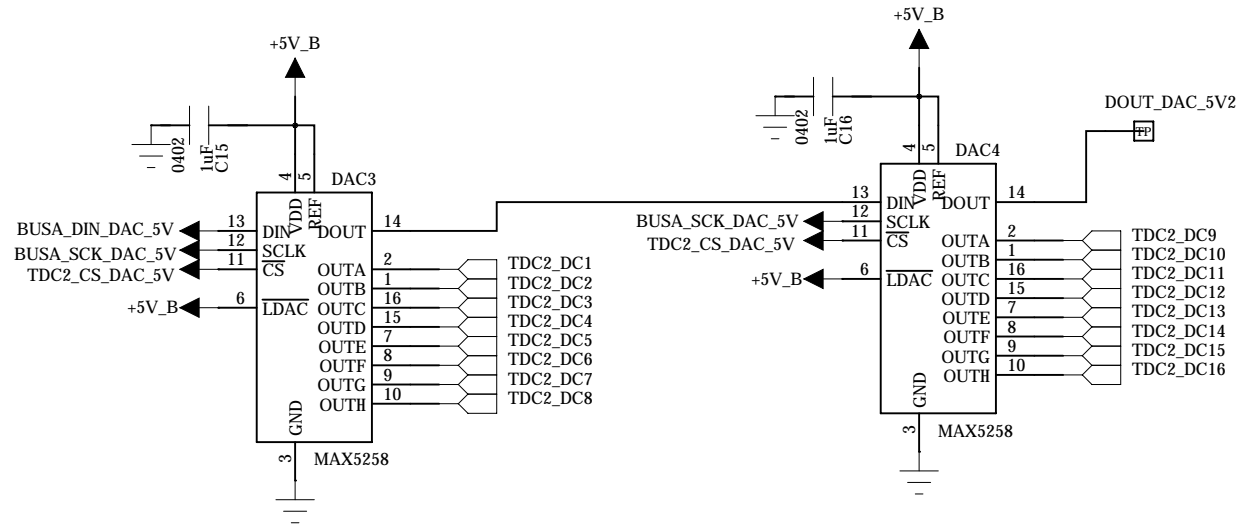 +5V_B
0402
1uF
C15
4
5
DAC3
VDD
REF
BUSA_DIN_DAC_5V
13
DIN
DOUT
14
BUSA_SCK_DAC_5V
12
SCLK
TDC2_CS_DAC_5V
11
CS
+5V_B
6
LDAC
OUTA
2
TDC2_DC1
OUTB
1
TDC2_DC2
OUTC
16
TDC2_DC3
OUTD
15
TDC2_DC4
OUTE
7
TDC2_DC5
OUTF
8
TDC2_DC6
OUTG
9
TDC2_DC7
OUTH
10
TDC2_DC8
GND
3
MAX5258
+5V_B
0402
1uF
C16
4
5
DAC4
VDD
REF
DOUT_DAC_5V2
TP
13
DIN
DOUT
14
BUSA_SCK_DAC_5V
12
SCLK
TDC2_CS_DAC_5V
11
CS
+5V_B
6
LDAC
OUTA
2
TDC2_DC9
OUTB
1
TDC2_DC10
OUTC
16
TDC2_DC11
OUTD
15
TDC2_DC12
OUTE
7
TDC2_DC13
OUTF
8
TDC2_DC14
OUTG
9
TDC2_DC15
OUTH
10
TDC2_DC16
GND
3
MAX5258